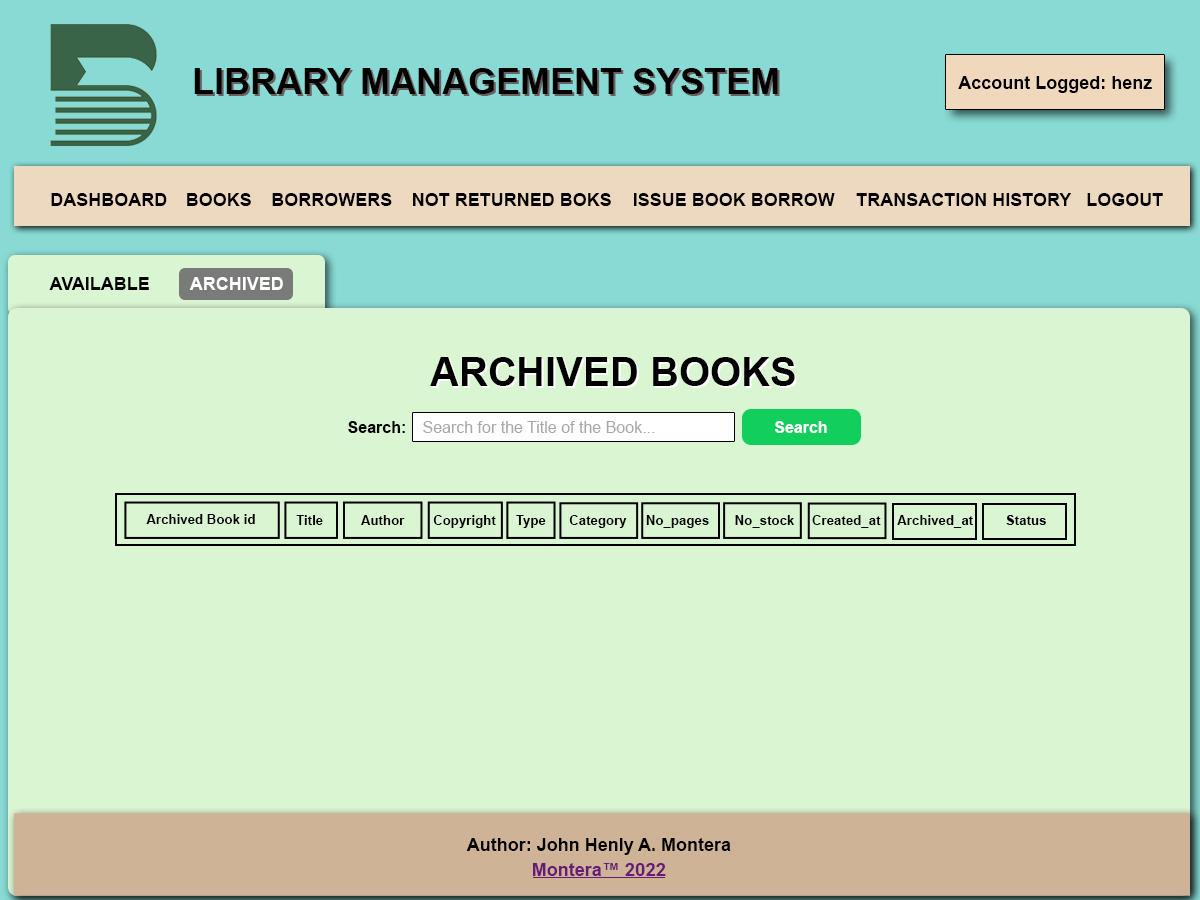 LIBRARY MANAGEMENT SYSTEM
Account Logged: henz
DASHBOARD BOOKS BORROWERS NOT RETURNED BOKS ISSUE BOOK BORROW TRANSACTION HISTORY LOGOUT
AVAILABLE ARCHIVED
ARCHIVED BOOKS
Search: Search for the Title of the Book... Search
Archived Book id Title Author Copyright Type Category No_pages No_stock Created_at Archived_at Status
Author: John Henly A. Montera
Montera™ 2022